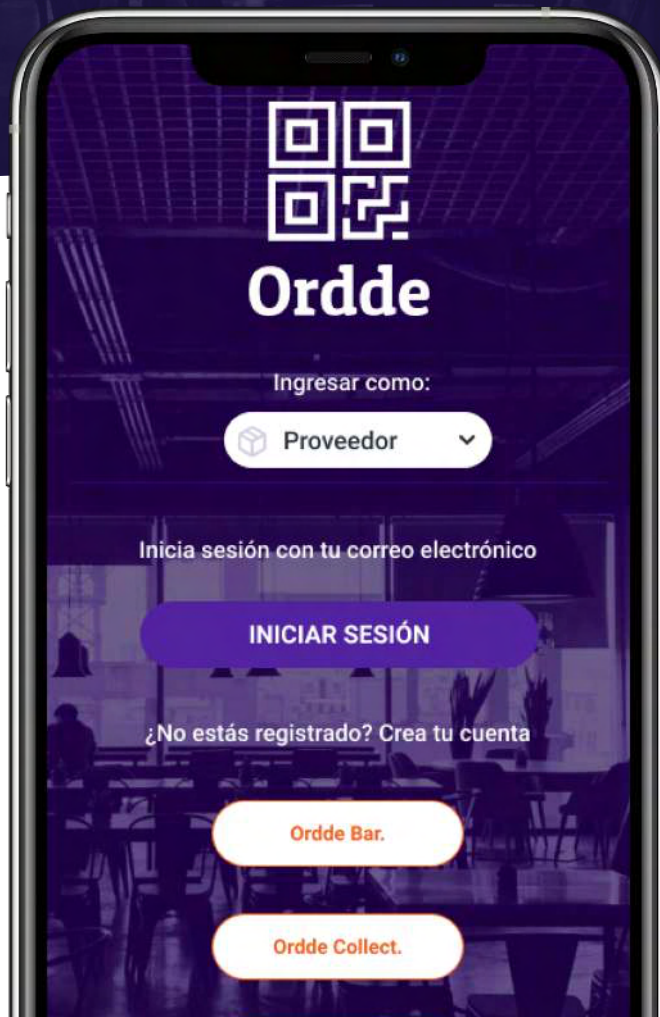 Ordde
Ingresar como:
Proveedor
Inicia sesión con tu correo electrónico
INICIAR SESIÓN
¿No estás registrado? Crea tu cuenta
Ordde Bar.
Ordde Collect.